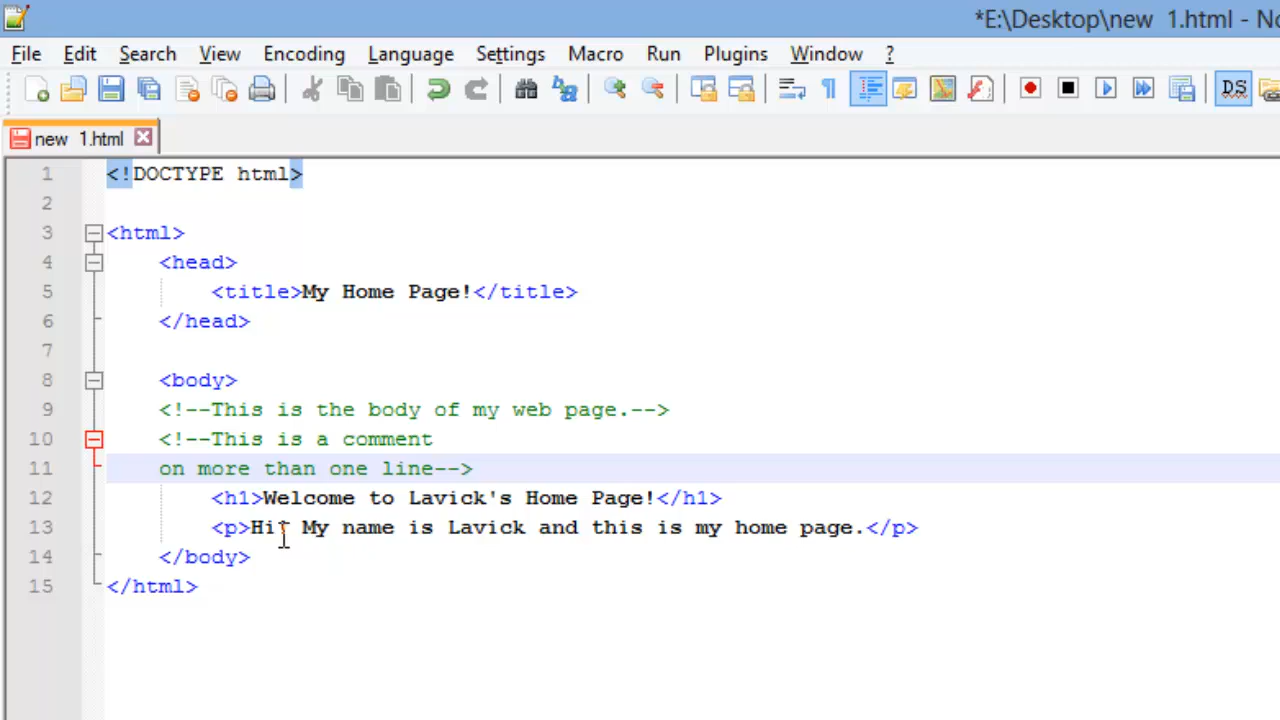 *E:\Desktop\new 1.html - No
File Edit Search View Encoding Language Settings Macro Run Plugins Window ?
DS
new 1.html
1 <!DOCTYPE html>
2
3 <html>
4 <head>
5 <title>My Home Page!</title>
6 </head>
7
8 <body>
9 <!--This is the body of my web page.-->
10 <!--This is a comment
11 on more than one line-->
12 <h1>Welcome to Lavick's Home Page!</h1>
13 <p>Hi! My name is Lavick and this is my home page.</p>
14 </body>
15 </html>